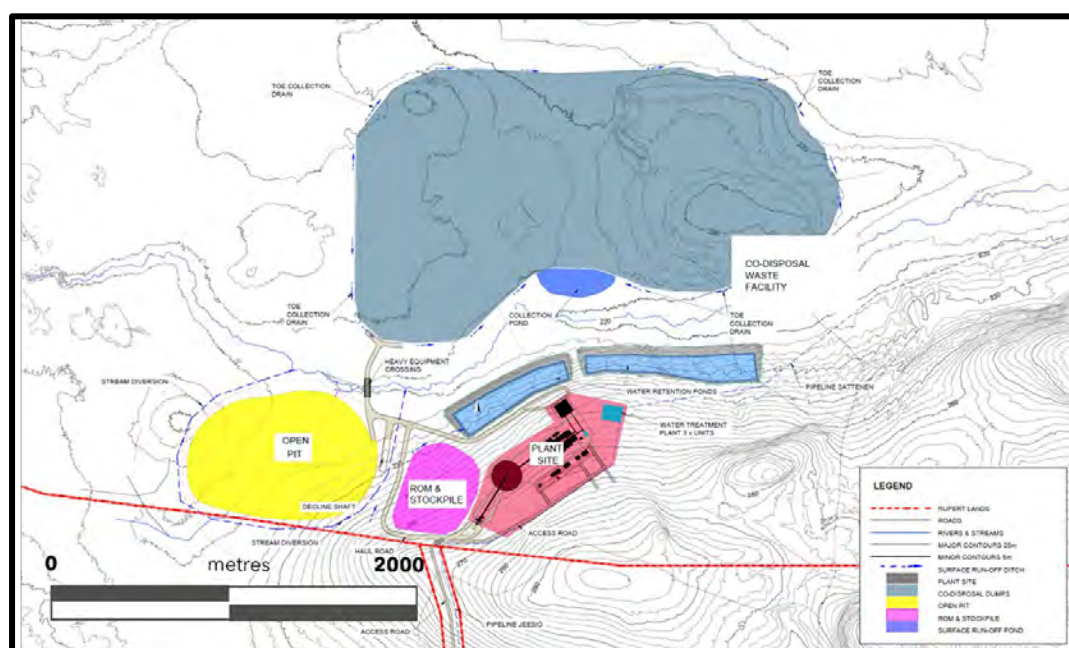 TOE COLLECTION
DRAIN
TOE
COLLECTION
DRAIN
CO-DISPOSAL
WASTE
FACILITY
TOE
COLLECTION
DRAIN
COLLECTION
POND
220
TOE
COLLECTION
DRAIN
HEAVY EQUIPMENT
CROSSING
STREAM DIVERSION
WATER RETENTION PONDS
PIPELINE SATTENEN
WATER TREATMENT
PLANT 3 x UNITS
OPEN
PIT
PLANT
SITE
ROM &
STOCKPILE
DECLINE SHAFT
STREAM DIVERSION
HAUL ROAD
ACCESS ROAD
0 metres 2000
ACCESS ROAD
PIPELINE JEESIO
LEGEND
RUPERT LANDS
ROADS
RIVERS & STREAMS
MAJOR CONTOURS 25m
MINOR CONTOURS 5m
SURFACE RUN-OFF DITCH
PLANT SITE
CO-DISPOSAL DUMPS
OPEN PIT
ROM & STOCKPILE
SURFACE RUN-OFF POND